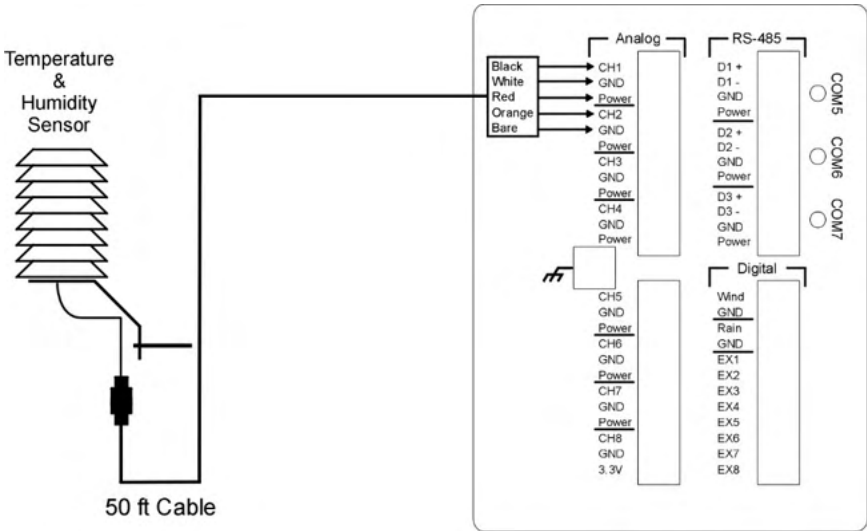 Temperature
&
Humidity
Sensor
50 ft Cable
Black
White
Red
Orange
Bare
Analog
CH1
GND
Power
CH2
GND
Power
CH3
GND
Power
CH4
GND
Power
CH5
GND
Power
CH6
GND
Power
CH7
GND
Power
CH8
GND
3.3V
RS-485
D1 +
D1 -
GND
Power
D2 +
D2 -
GND
Power
D3 +
D3 -
GND
Power
COM5
COM6
COM7
Digital
Wind
GND
Rain
GND
EX1
EX2
EX3
EX4
EX5
EX6
EX7
EX8